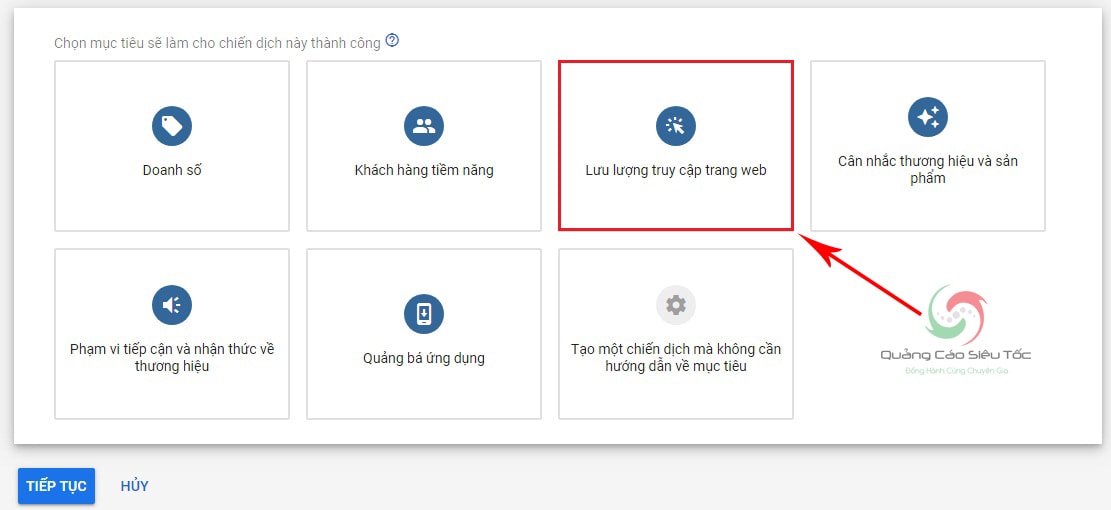 Chọn mục tiêu sẽ làm cho chiến dịch này thành công
Doanh số
Khách hàng tiềm năng
Lưu lượng truy cập trang web
Cân nhắc thương hiệu và sản
phẩm
Phạm vi tiếp cận và nhận thức về
thương hiệu
Quảng bá ứng dụng
Tạo một chiến dịch mà không cần
hướng dẫn về mục tiêu
Quảng Cáo Siêu Tốc
Đồng Hành Cùng Chuyên Gia
TIẾP TỤC
HỦY